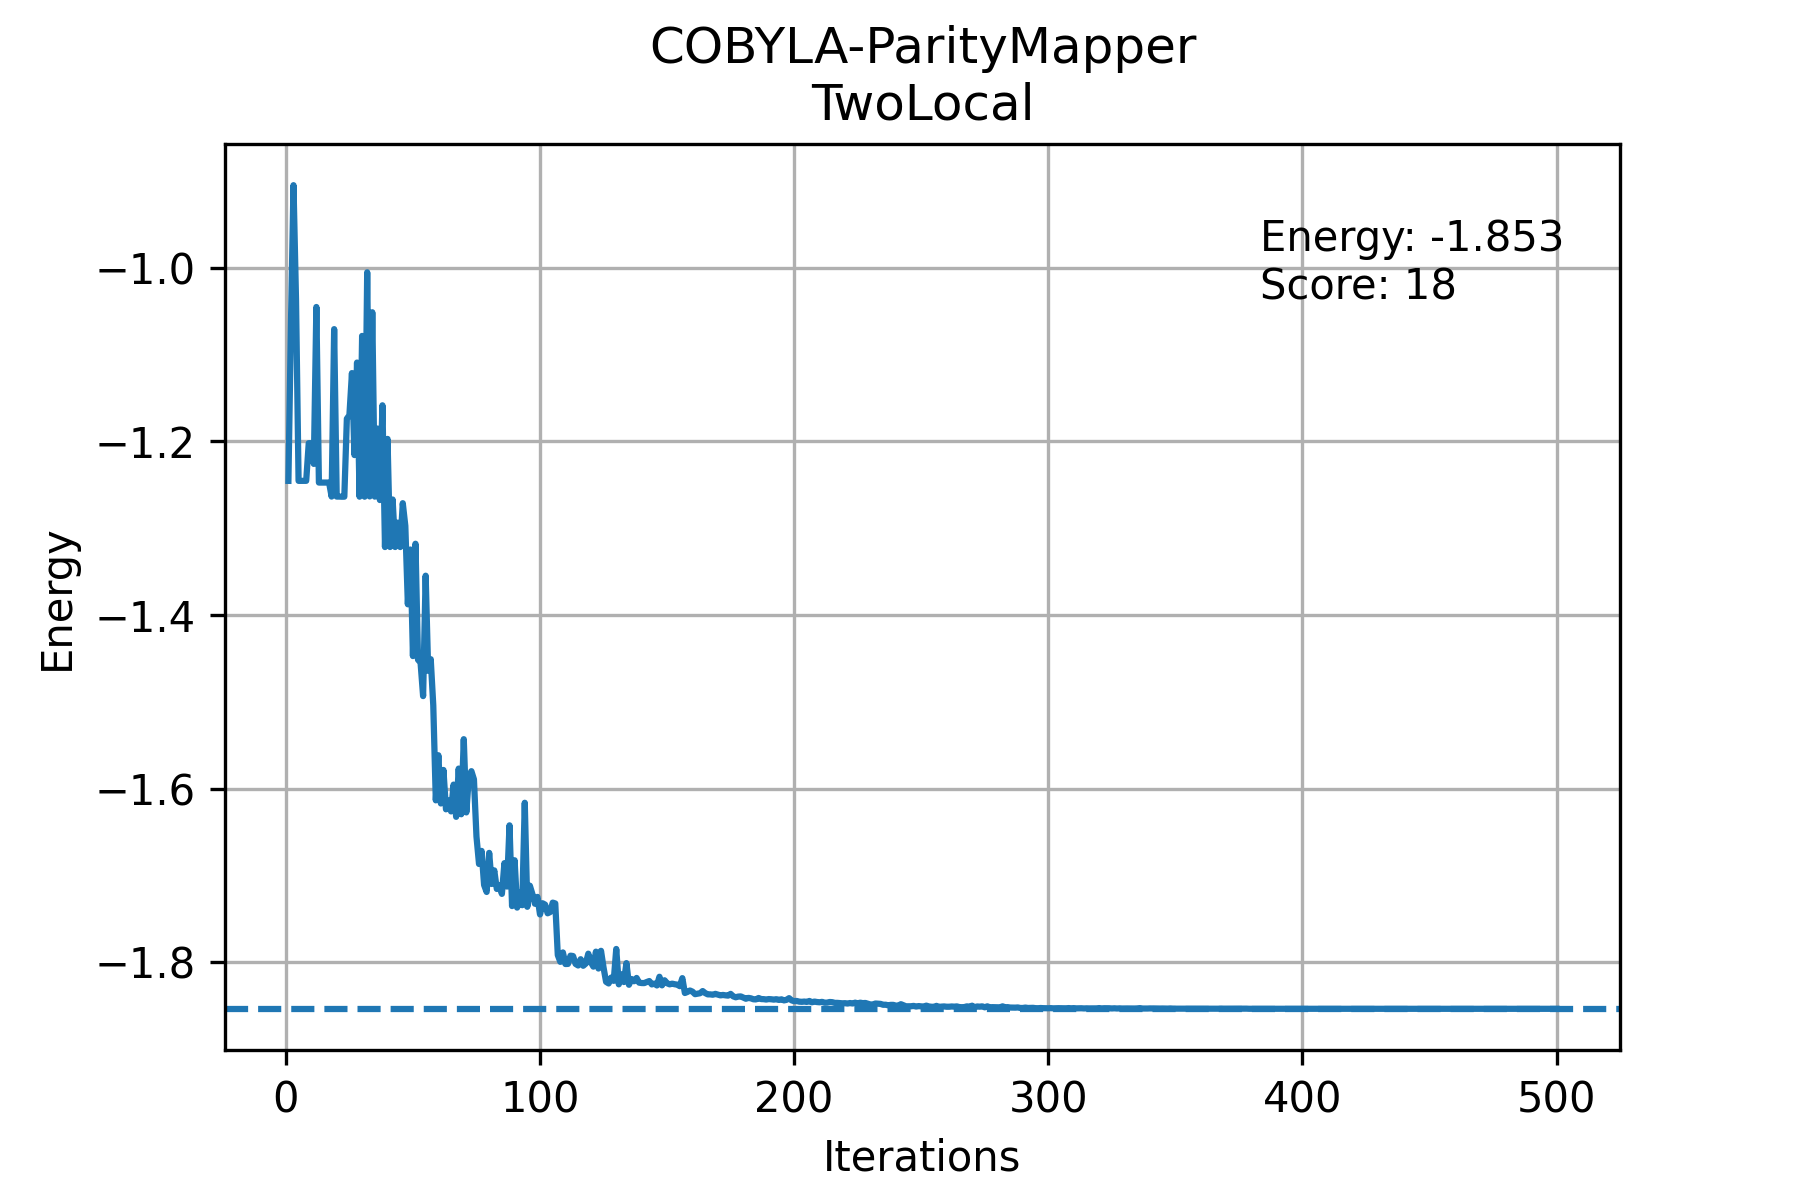 COBYLA-ParityMapper
TwoLocal
Energy: -1.853
Score: 18
−1.0
−1.2
−1.4
−1.6
−1.8
Energy
0 100 200 300 400 500
Iterations